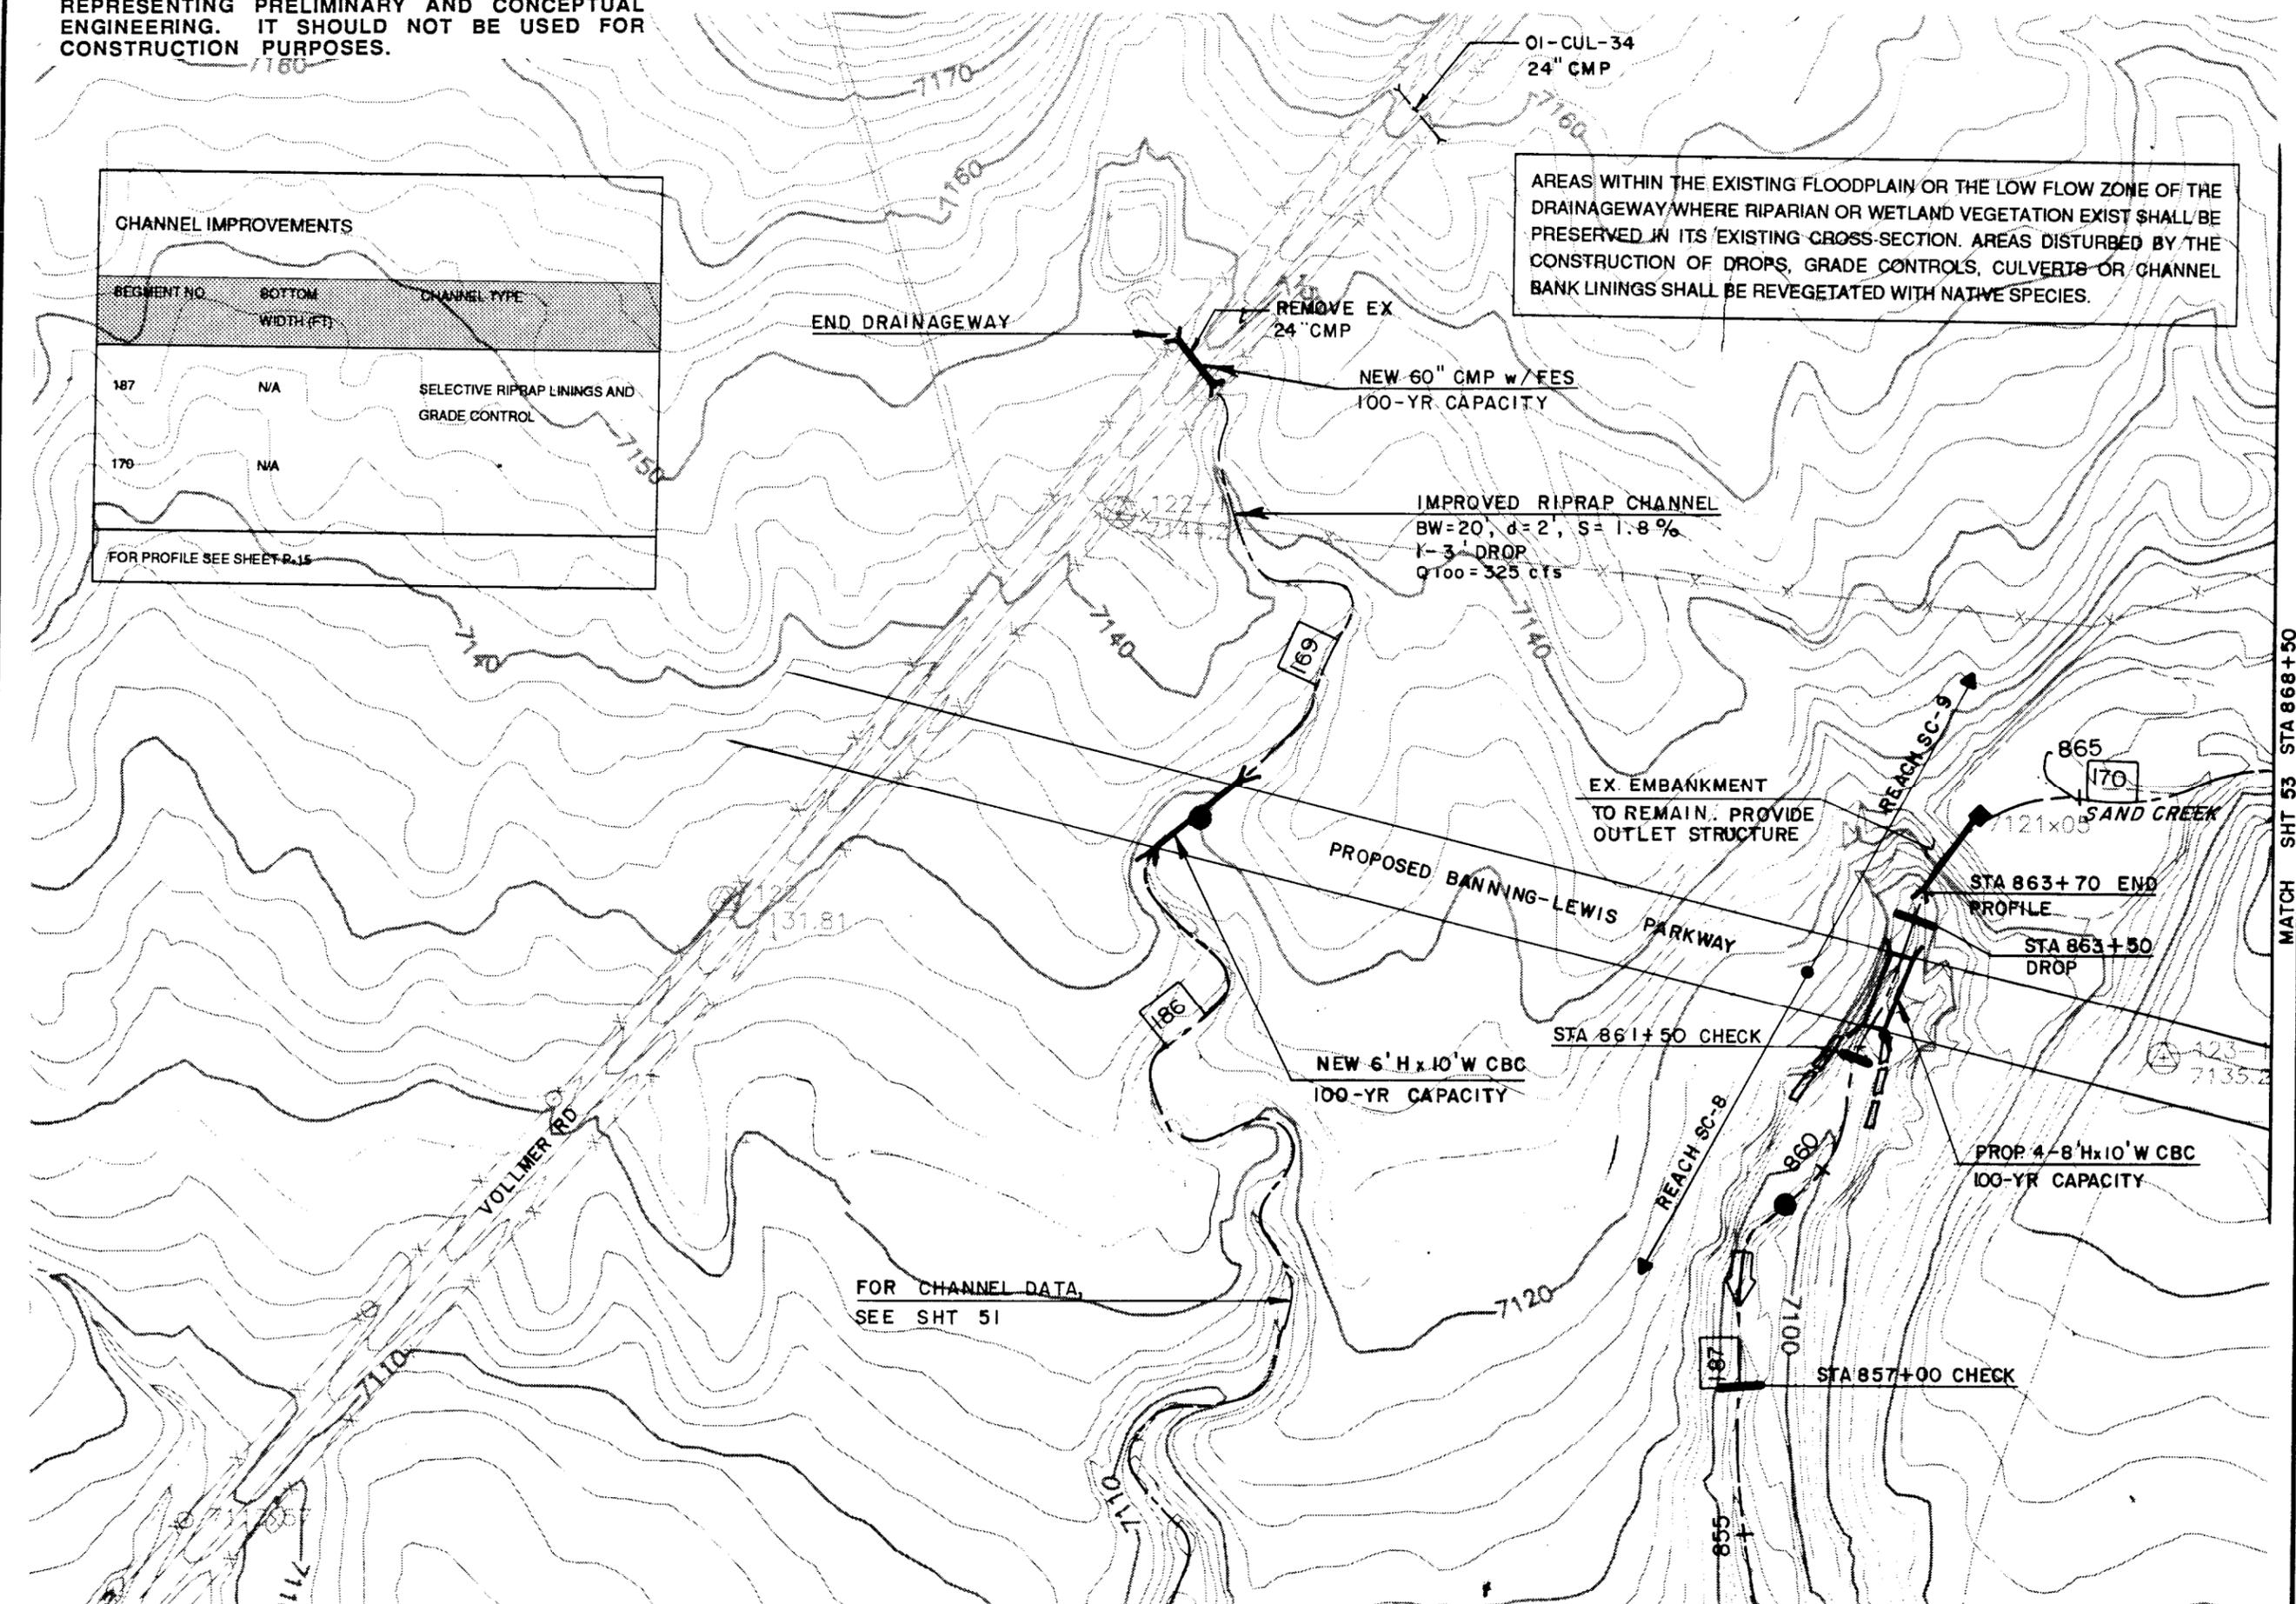 REPRESENTING PRELIMINARY AND CONCEPTUAL
ENGINEERING. IT SHOULD NOT BE USED FOR
CONSTRUCTION PURPOSES.
7160
7170
01-CUL-34
24" CMP
7160
7160
CHANNEL IMPROVEMENTS
SEGMENT NO
BOTTOM
WIDTH (FT)
CHANNEL TYPE
187
N/A
SELECTIVE RIPRAP LININGS AND
GRADE CONTROL
170
N/A
FOR PROFILE SEE SHEET P-15
AREAS WITHIN THE EXISTING FLOODPLAIN OR THE LOW FLOW ZONE OF THE
DRAINAGEWAY WHERE RIPARIAN OR WETLAND VEGETATION EXIST SHALL BE
PRESERVED IN ITS EXISTING CROSS-SECTION. AREAS DISTURBED BY THE
CONSTRUCTION OF DROPS, GRADE CONTROLS, CULVERTS OR CHANNEL
BANK LININGS SHALL BE REVEGETATED WITH NATIVE SPECIES.
END DRAINAGEWAY
REMOVE EX
24" CMP
NEW 60" CMP w/FES
100-YR CAPACITY
7150
IMPROVED RIPRAP CHANNEL
BW=20', d=2', S=1.8%
1-3' DROP
Q100=325 cfs
7140
7140
7140
169
MATCH SHT 53 STA 868+50
REACH SC-9
865
170
SAND CREEK
7121x05
EX. EMBANKMENT
TO REMAIN. PROVIDE
OUTLET STRUCTURE
PROPOSED BANNING-LEWIS PARKWAY
STA 863+70 END
PROFILE
STA 863+50
DROP
131.81
186
STA 861+50 CHECK
NEW 6'H x 10'W CBC
100-YR CAPACITY
VOLLMER RD
REACH SC-8
860
PROP. 4-8'Hx10'W CBC
100-YR CAPACITY
FOR CHANNEL DATA,
SEE SHT 51
7120
7100
187
STA 857+00 CHECK
7110
7110
855